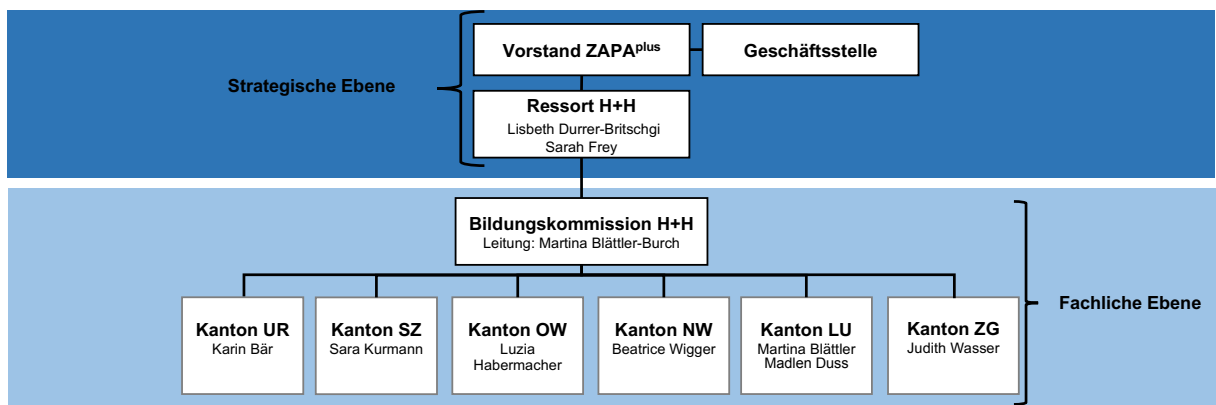 Vorstand ZAPAplus
Geschäftsstelle
Strategische Ebene
Ressort H+H
Lisbeth Durrer-Britschgi
Sarah Frey
Bildungskommission H+H
Leitung: Martina Blättler-Burch
Fachliche Ebene
Kanton UR
Karin Bär
Kanton SZ
Sara Kurmann
Kanton OW
Luzia
Habermacher
Kanton NW
Beatrice Wigger
Kanton LU
Martina Blättler
Madlen Duss
Kanton ZG
Judith Wasser